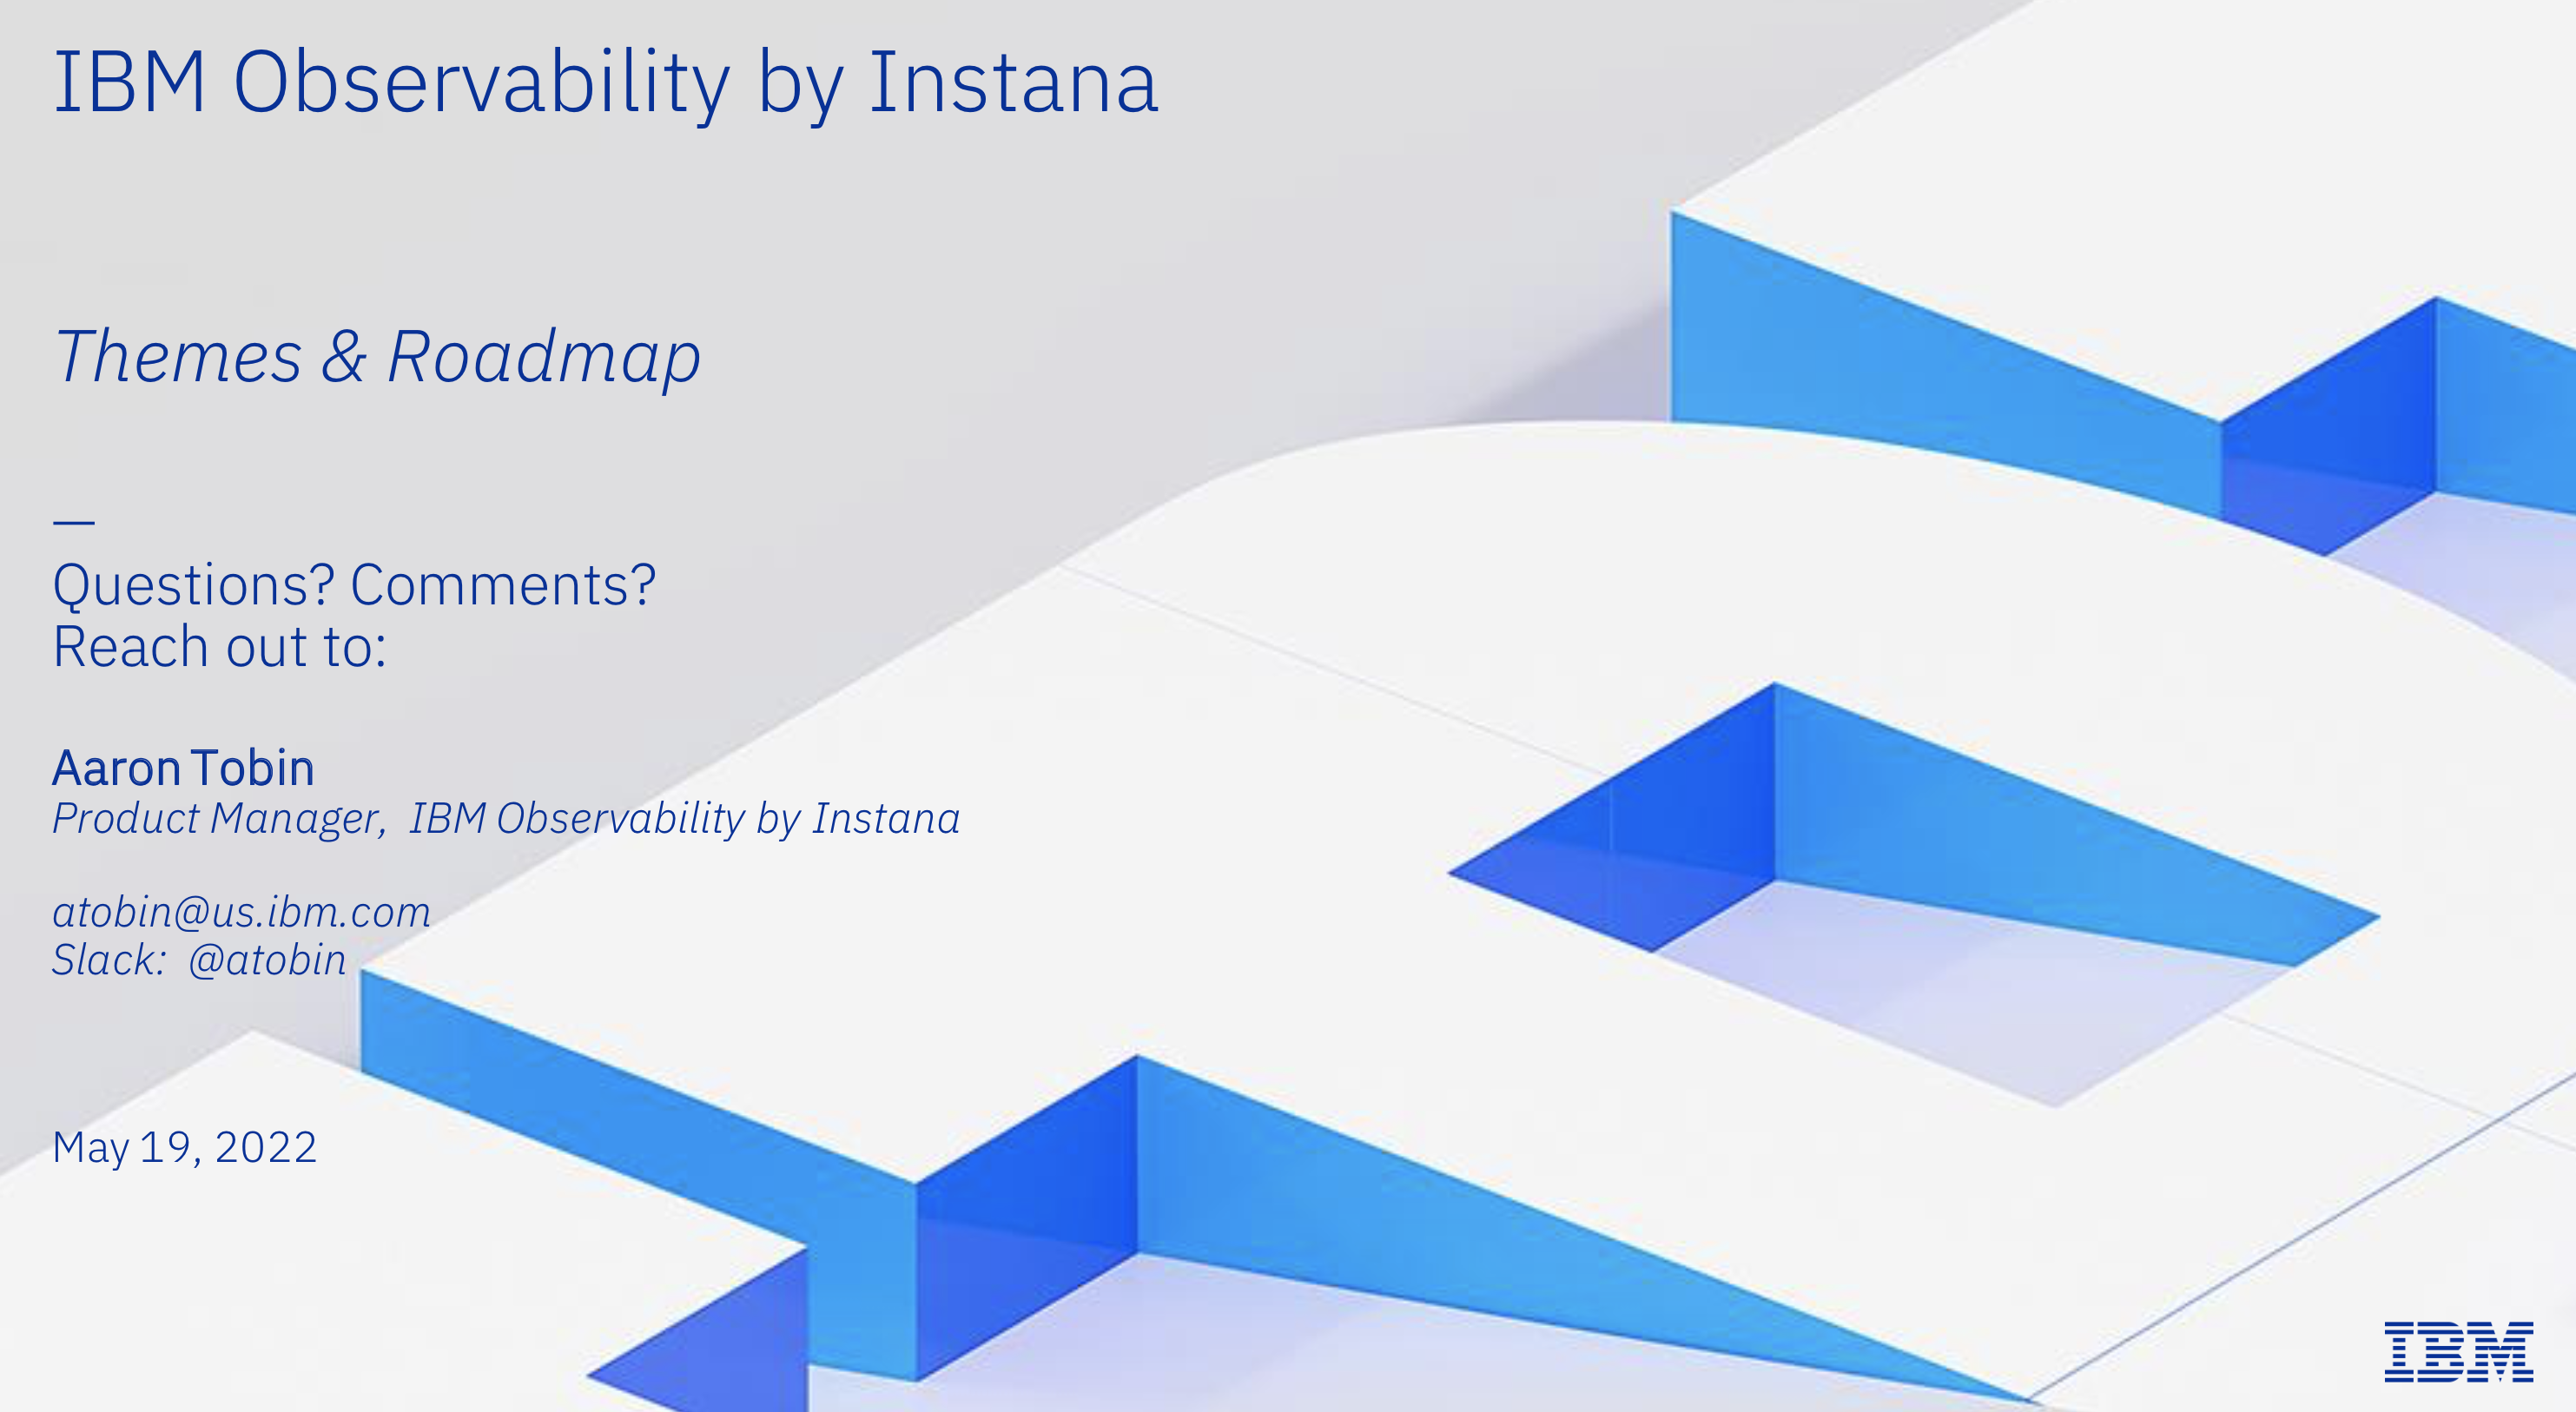 IBM Observability by Instana
Themes & Roadmap
—
Questions? Comments?
Reach out to:
Aaron Tobin
Product Manager,  IBM Observability by Instana
atobin@us.ibm.com
Slack:  @atobin
May 19, 2022
IBM